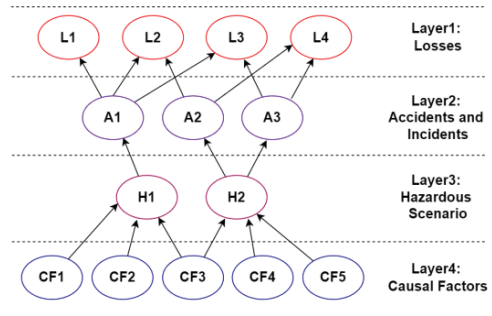 L1 L2 L3 L4
Layer1:
Losses
A1 A2 A3
Layer2:
Accidents and
Incidents
H1 H2
Layer3:
Hazardous
Scenario
CF1 CF2 CF3 CF4 CF5
Layer4:
Causal Factors